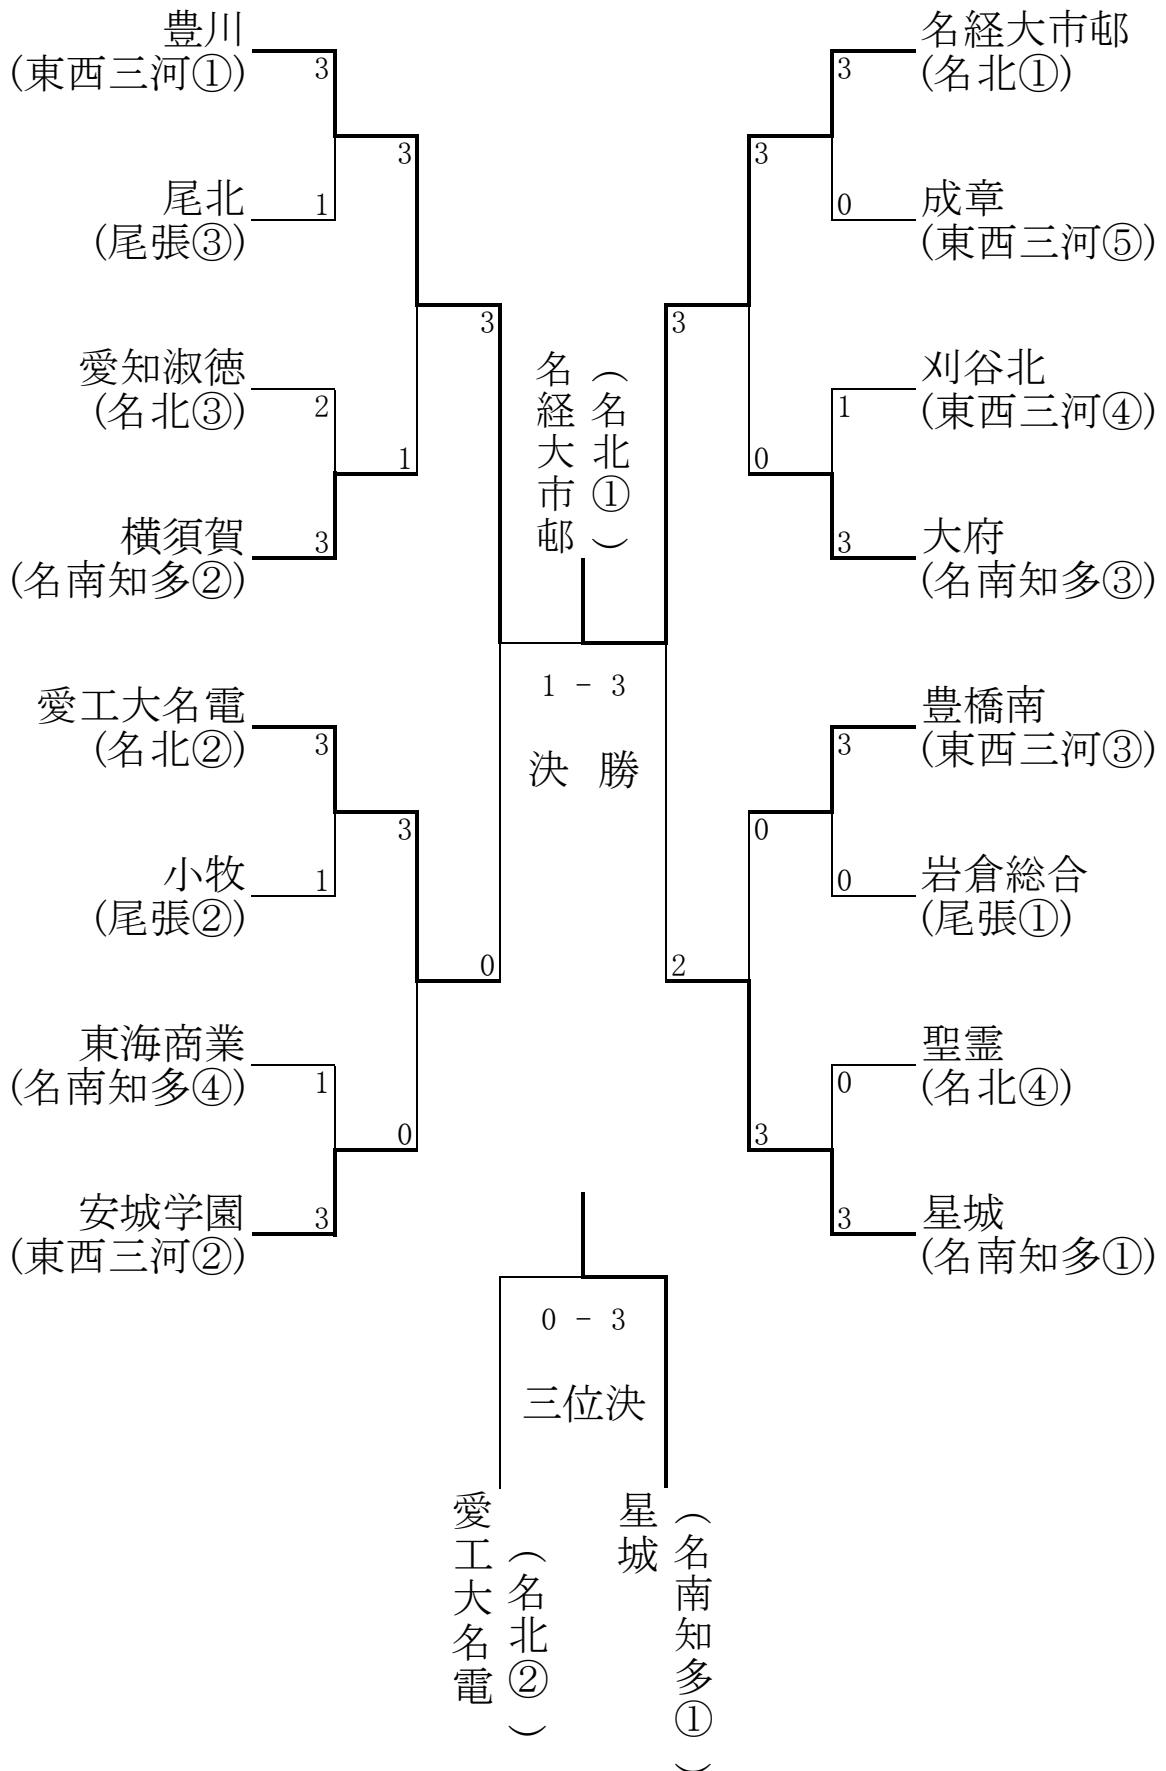 豊川
(東西三河①)
3
3
尾北
1
(尾張③)
3
愛知淑徳
(名北③)
2
1
横須賀
3
(名南知多②)
愛工大名電
(名北②)
3
3
小牧
1
(尾張②)
0
東海商業
(名南知多④)
1
0
安城学園
3
(東西三河②)
名経大市邨
(名北①)
1 - 3
決 勝
名経大市邨
3
(名北①)
3
成章
0
(東西三河⑤)
3
刈谷北
1
(東西三河④)
0
大府
3
(名南知多③)
豊橋南
3
(東西三河③)
0
岩倉総合
0
(尾張①)
2
聖霊
0
(名北④)
3
星城
3
(名南知多①)
0 - 3
三位決
愛工大名電
(名北②)
星城
(名南知多①)